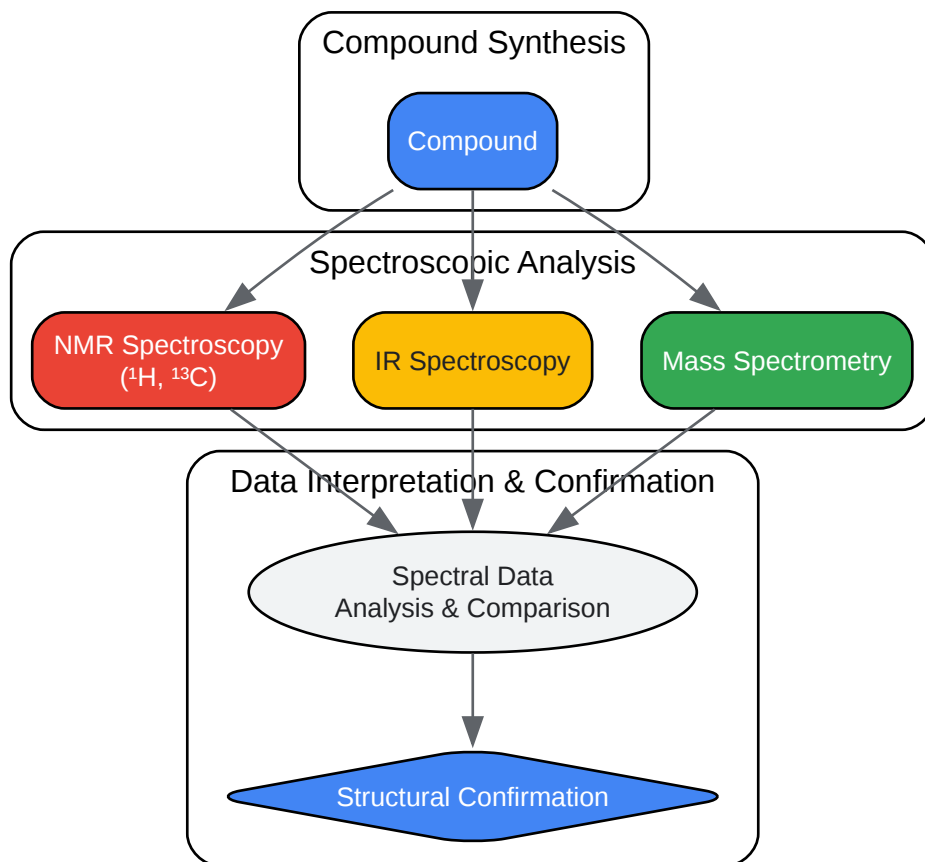 Compound Synthesis
Compound
Spectroscopic Analysis
NMR Spectroscopy
(¹H, ¹³C)
IR Spectroscopy
Mass Spectrometry
Data Interpretation & Confirmation
Spectral Data
Analysis & Comparison
Structural Confirmation